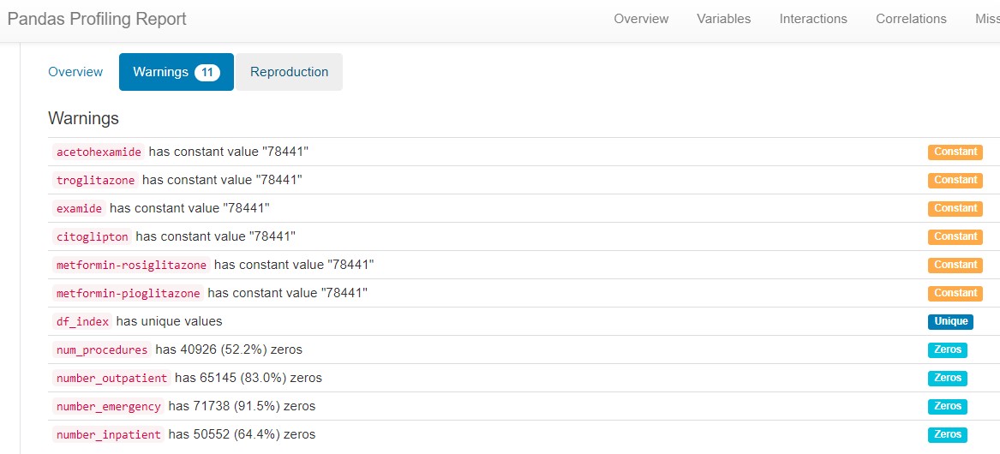 Pandas Profiling Report Overview Variables Interactions Correlations Miss
Overview Warnings 11 Reproduction
Warnings
acetohexamide has constant value "78441" Constant
troglitazone has constant value "78441" Constant
examide has constant value "78441" Constant
citoglipton has constant value "78441" Constant
metformin-rosiglitazone has constant value "78441" Constant
metformin-pioglitazone has constant value "78441" Constant
df_index has unique values Unique
num_procedures has 40926 (52.2%) zeros Zeros
number_outpatient has 65145 (83.0%) zeros Zeros
number_emergency has 71738 (91.5%) zeros Zeros
number_inpatient has 50552 (64.4%) zeros Zeros